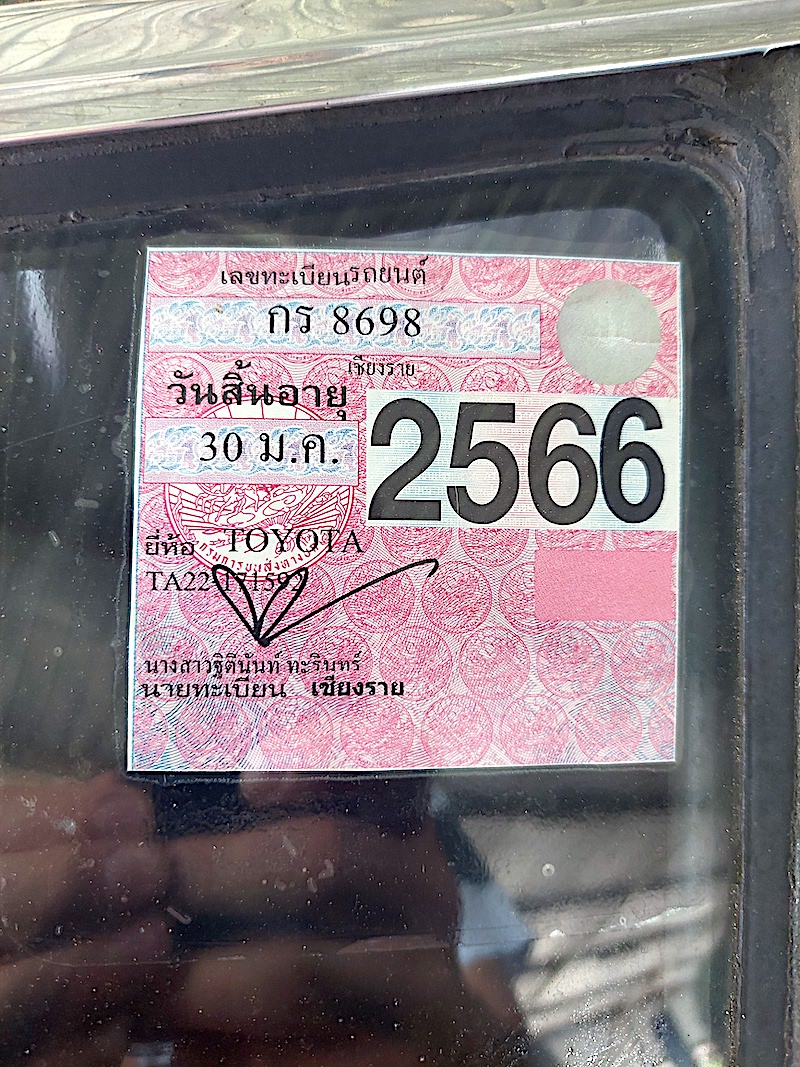 เลขทะเบียนรถยนต์
กร 8698
เชียงราย
วันสิ้นอายุ
30 ม.ค.
2566
ยี่ห้อ TOYOTA
นางสาวฐิตินันท์ ทะรินทร์
นายทะเบียน เชียงราย